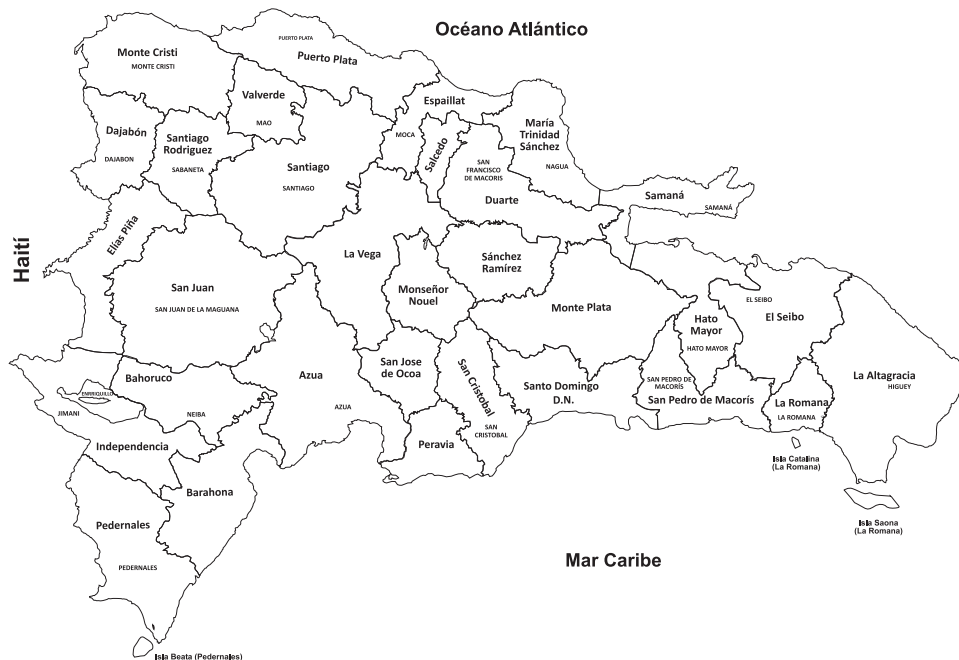 Océano Atlántico
PUERTO PLATA
Puerto Plata
Monte Cristi
MONTE CRISTI
Valverde
MAO
Espaillat
MOCA
Salcedo
María
Trinidad
Sánchez
NAGUA
Dajabón
DAJABON
Santiago
Rodriguez
SABANETA
Santiago
SANTIAGO
SAN
FRANCISCO
DE MACORIS
Duarte
Samaná
SAMANÁ
Haití
Elías Piña
La Vega
Sánchez
Ramírez
San Juan
SAN JUAN DE LA MAGUANA
Monseñor
Nouel
Monte Plata
EL SEIBO
El Seibo
Hato
Mayor
HATO MAYOR
Bahoruco
ENRRIQUILLO
JIMANI
NEIBA
Azua
AZUA
San Jose
de Ocoa
San Cristobal
SAN
CRISTOBAL
Santo Domingo
D.N.
SAN PEDRO DE
MACORÍS
San Pedro de Macorís
La Romana
LA ROMANA
La Altagracia
HIGUEY
Independencia
Peravia
Isla Catalina
(La Romana)
Barahona
Pedernales
PEDERNALES
Isla Saona
(La Romana)
Mar Caribe
Isla Beata (Pedernales)